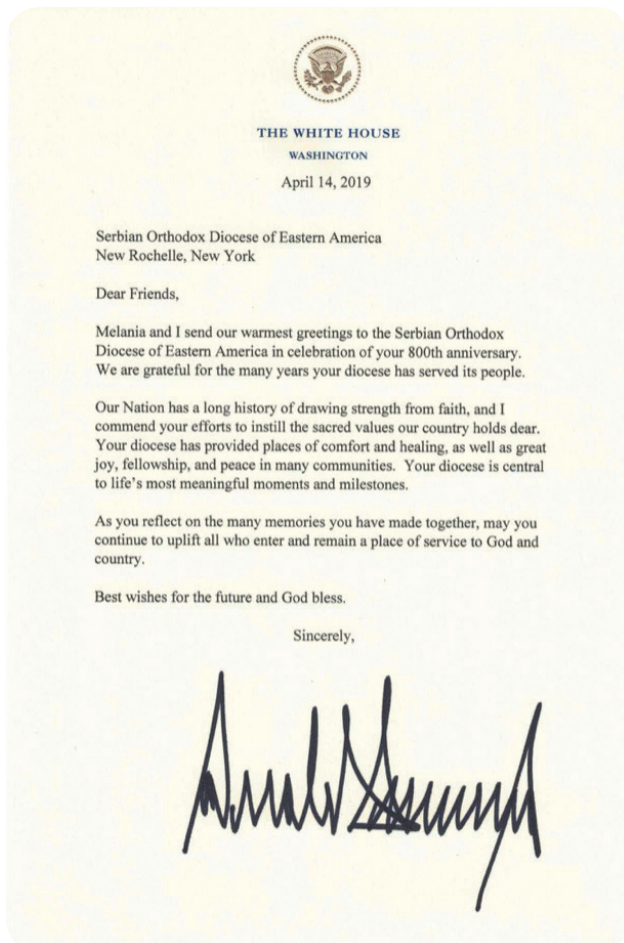 THE WHITE HOUSE
WASHINGTON
April 14, 2019
Serbian Orthodox Diocese of Eastern America
New Rochelle, New York
Dear Friends,
Melania and I send our warmest greetings to the Serbian Orthodox
Diocese of Eastern America in celebration of your 800th anniversary.
We are grateful for the many years your diocese has served its people.
Our Nation has a long history of drawing strength from faith, and I
commend your efforts to instill the sacred values our country holds dear.
Your diocese has provided places of comfort and healing, as well as great
joy, fellowship, and peace in many communities.  Your diocese is central
to life's most meaningful moments and milestones.
As you reflect on the many memories you have made together, may you
continue to uplift all who enter and remain a place of service to God and
country.
Best wishes for the future and God bless.
Sincerely,